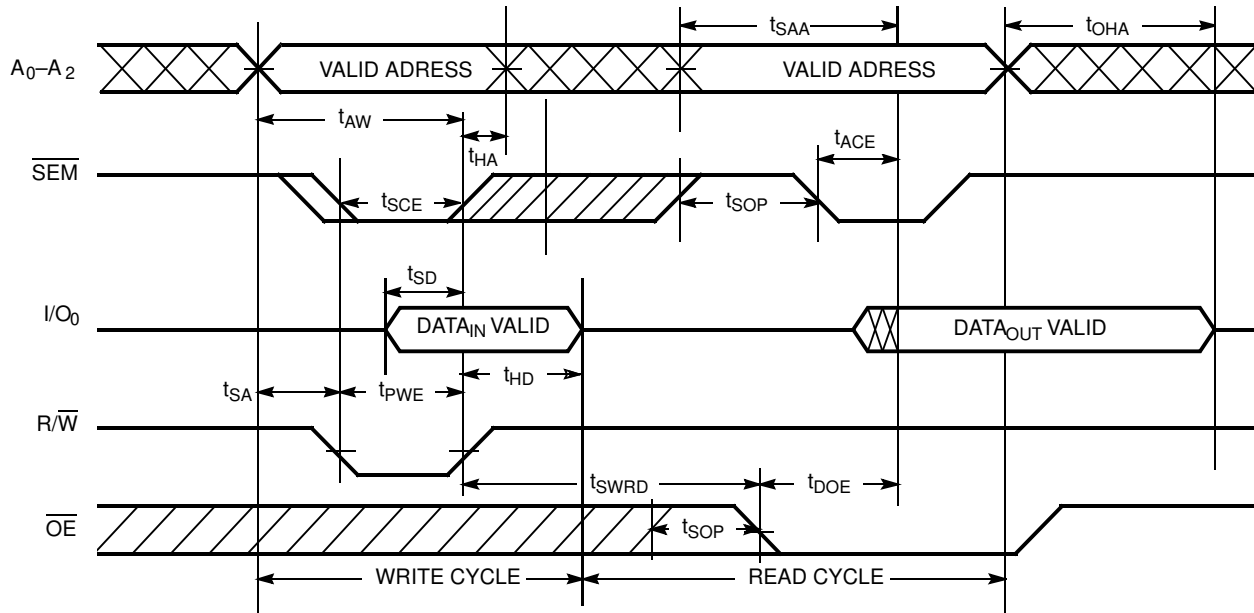 tSAA
tOHA
A0–A2
VALID ADRESS
VALID ADRESS
tAW
tHA
tACE
SEM
tSCE
tSOP
tSD
I/O0
DATAIN VALID
DATAOUT VALID
tSA
tPWE
tHD
R/W
tSWRD
tDOE
OE
tSOP
WRITE CYCLE
READ CYCLE